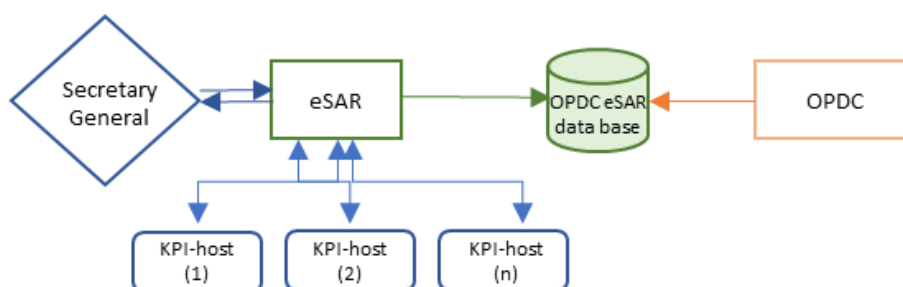 Secretary
General
eSAR
OPDC eSAR
data base
OPDC
KPI-host
(1)
KPI-host
(2)
KPI-host
(n)